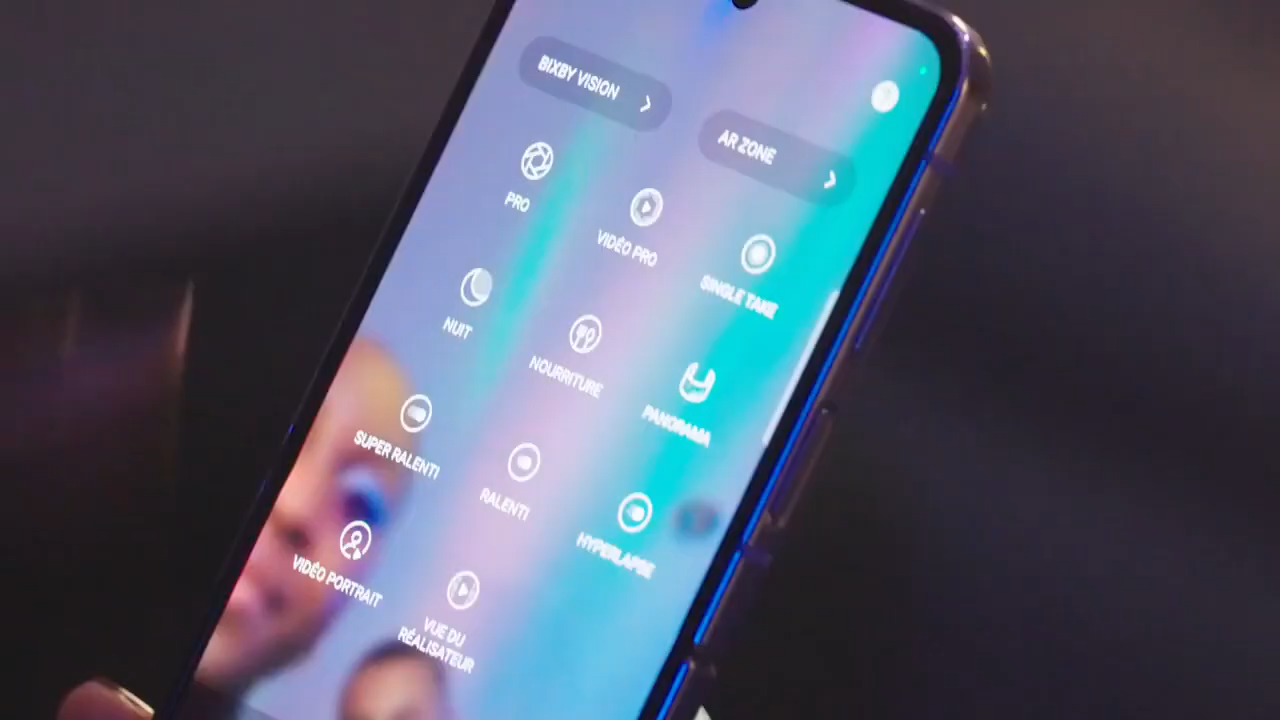 BIXBY VISION
AR ZONE
PRO
VIDÉO PRO
SINGLE TAKE
NUIT
NOURRITURE
PANORAMA
SUPER RALENTI
RALENTI
HYPERLAPSE
VIDÉO PORTRAIT
VUE DU
RÉALISATEUR